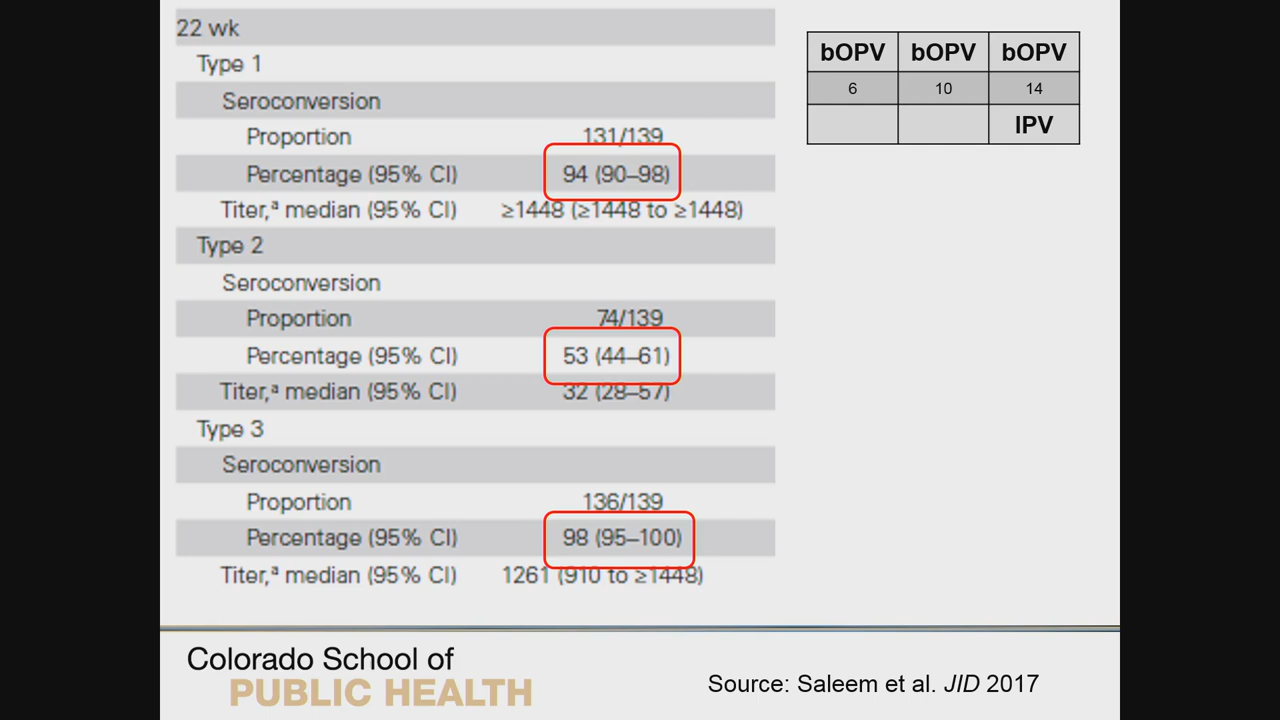 22 wk
Type 1
Seroconversion
Proportion 131/139
Percentage (95% CI) 94 (90–98)
Titer,ª median (95% CI) ≥1448 (≥1448 to ≥1448)
Type 2
Seroconversion
Proportion 74/139
Percentage (95% CI) 53 (44–61)
Titer,ª median (95% CI) 32 (28–57)
Type 3
Seroconversion
Proportion 136/139
Percentage (95% CI) 98 (95–100)
Titer,ª median (95% CI) 1261 (910 to ≥1448)
bOPV bOPV bOPV
6 10 14
IPV
Colorado School of
PUBLIC HEALTH
Source: Saleem et al. JID 2017